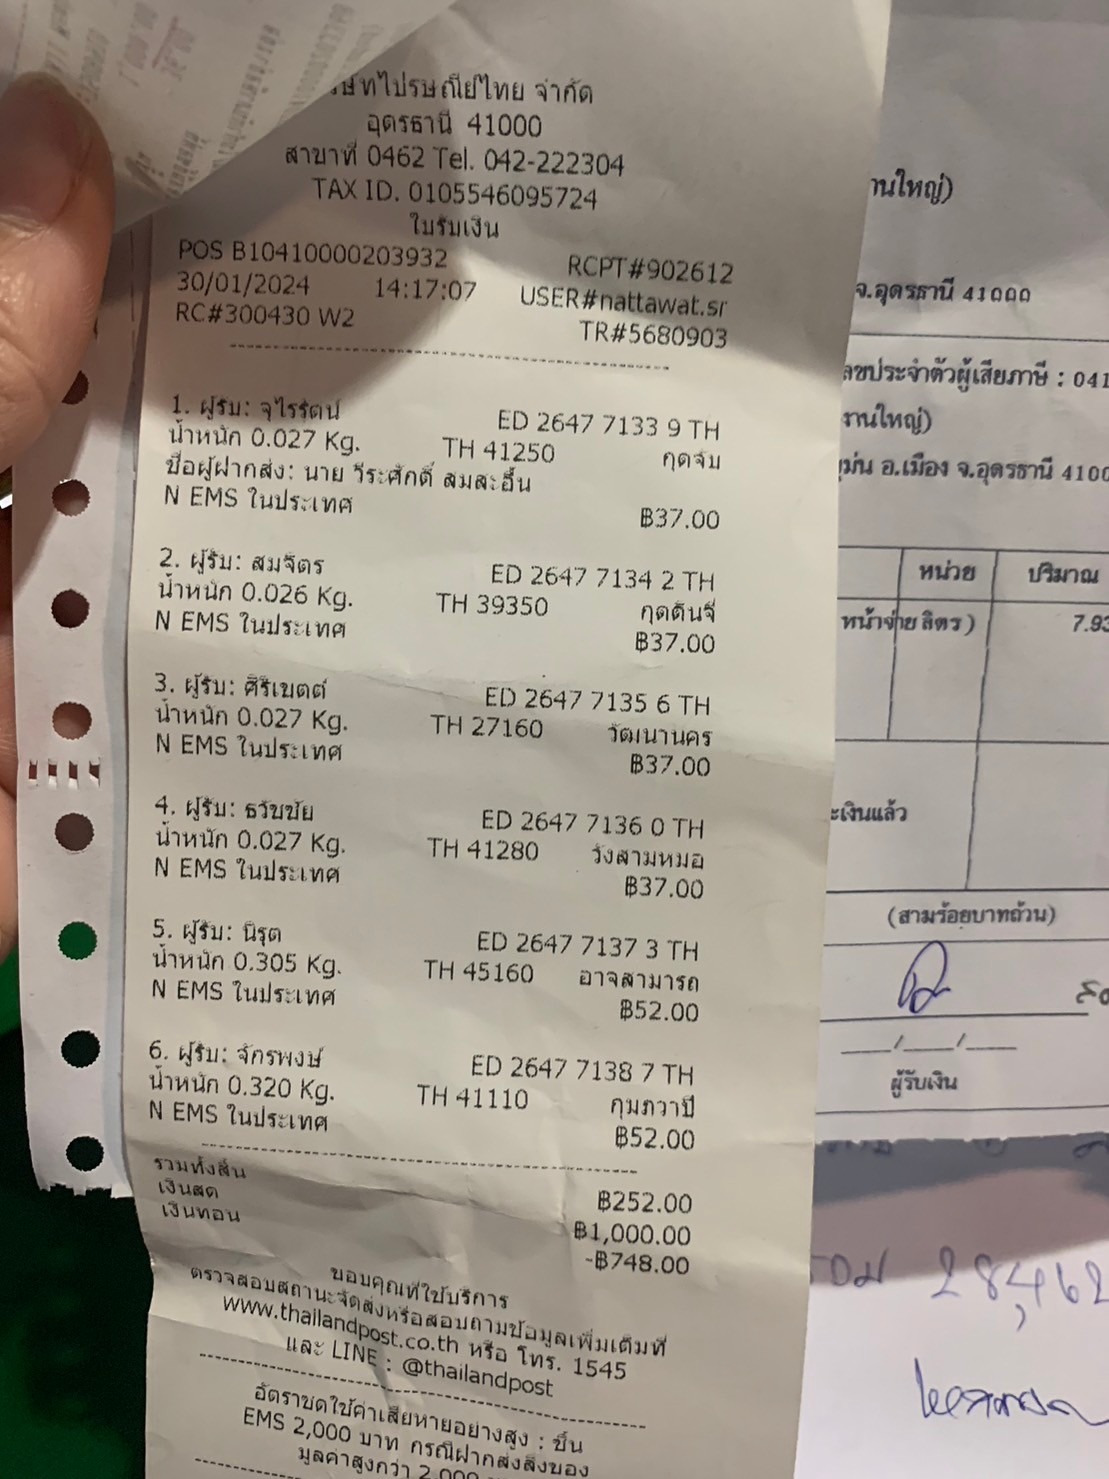 ษัทไปรษณีย์ไทย จำกัด
อุดรธานี 41000
สาขาที่ 0462 Tel. 042-222304
TAX ID. 0105546095724
ใบรับเงิน
POS B10410000203932 RCPT#902612
30/01/2024 14:17:07 USER#nattawat.sr
RC#300430 W2 TR#5680903
1. ผู้รับ: จุไรรัตน์ ED 2647 7133 9 TH
น้ำหนัก 0.027 Kg. TH 41250 กุดจับ
ชื่อผู้ฝากส่ง: นาย วีระศักดิ์ สมสะอื้น
N EMS ในประเทศ ฿37.00
2. ผู้รับ: สมจิตร ED 2647 7134 2 TH
น้ำหนัก 0.026 Kg. TH 39350 กุดดินจี่
N EMS ในประเทศ ฿37.00
3. ผู้รับ: ศิริเขตต์ ED 2647 7135 6 TH
น้ำหนัก 0.027 Kg. TH 27160 วัฒนานคร
N EMS ในประเทศ ฿37.00
4. ผู้รับ: ธวับชัย ED 2647 7136 0 TH
น้ำหนัก 0.027 Kg. TH 41280 วังสามหมอ
N EMS ในประเทศ ฿37.00
5. ผู้รับ: นิรุต ED 2647 7137 3 TH
น้ำหนัก 0.305 Kg. TH 45160 อาจสามารถ
N EMS ในประเทศ ฿52.00
6. ผู้รับ: จักรพงษ์ ED 2647 7138 7 TH
น้ำหนัก 0.320 Kg. TH 41110 กุมภวาปี
N EMS ในประเทศ ฿52.00
รวมทั้งสิ้น ฿252.00
เงินสด ฿1,000.00
เงินทอน -฿748.00
ขอบคุณที่ใช้บริการ
ตรวจสอบสถานะจัดส่งหรือสอบถามข้อมูลเพิ่มเติมที่
www.thailandpost.co.th หรือ โทร. 1545
และ LINE : @thailandpost
อัตราชดใช้ค่าเสียหายอย่างสูง : ชิ้น
EMS 2,000 บาท กรณีฝากส่งสิ่งของ
มูลค่าสูงกว่า 2,000
านใหญ่)
จ.อุดรธานี 41000
ลขประจำตัวผู้เสียภาษี : 041
งานใหญ่)
อ.เมือง จ.อุดรธานี 4100
หน่วย ปริมาณ
หน้าจ่าย ลิตร ) 7.93
ะเงินแล้ว
(สามร้อยบาทถ้วน)
___/___/___
ผู้รับเงิน
รวม 28,462